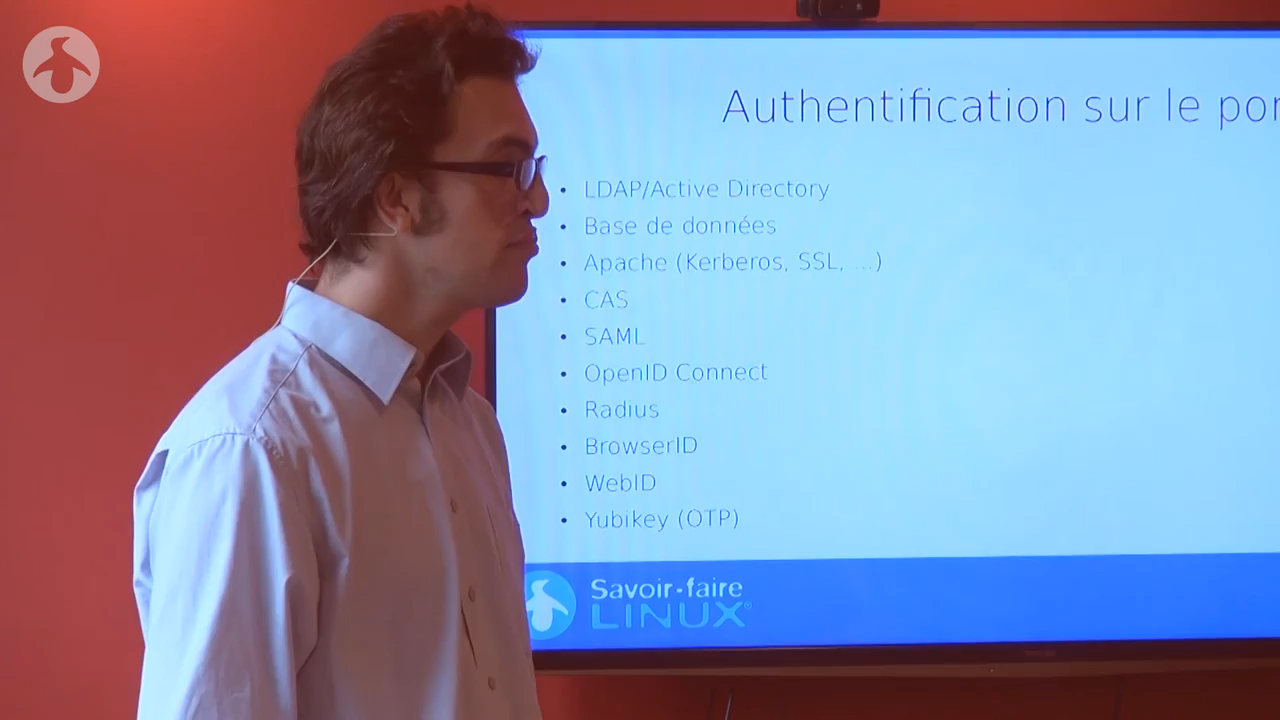 Authentification sur le por
• LDAP/Active Directory
• Base de données
• Apache (Kerberos, SSL, ...)
• CAS
• SAML
• OpenID Connect
• Radius
• BrowserID
• WebID
• Yubikey (OTP)
Savoir-faire
LINUX®